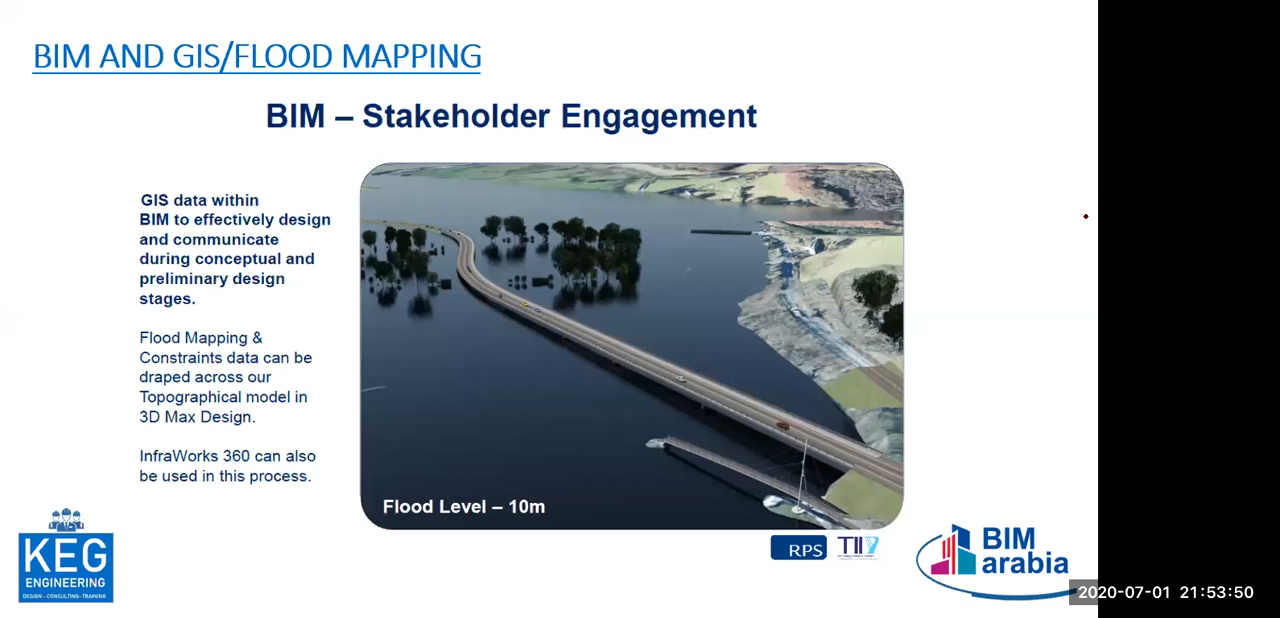 BIM AND GIS/FLOOD MAPPING
BIM – Stakeholder Engagement
GIS data within
BIM to effectively design
and communicate
during conceptual and
preliminary design
stages.
Flood Mapping &
Constraints data can be
draped across our
Topographical model in
3D Max Design.
InfraWorks 360 can also
be used in this process.
Flood Level – 10m
KEG
ENGINEERING
DESIGN – CONSULTING – TRAINING
RPS
TII
BIM
arabia
2020-07-01 21:53:50